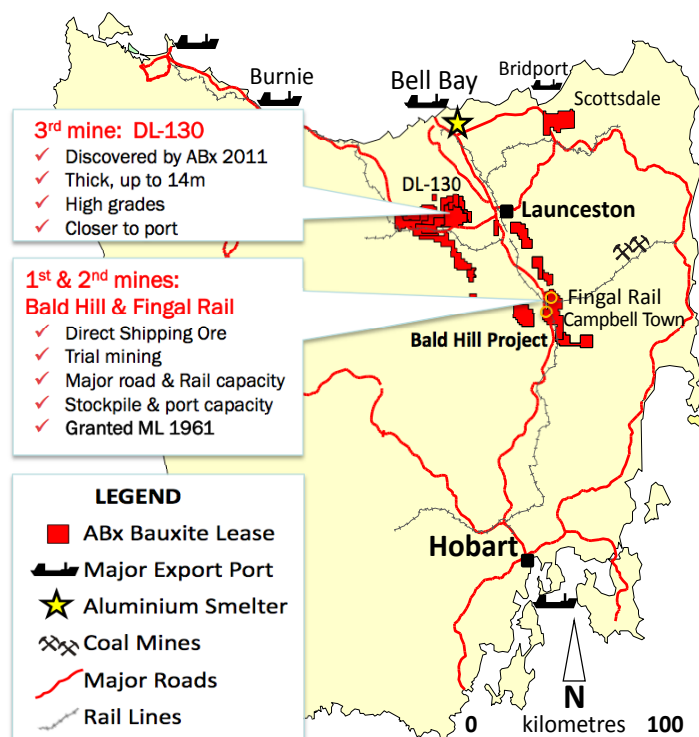 Burnie
Bell Bay
Bridport
Scottsdale
3rd mine: DL-130
✓ Discovered by ABx 2011
✓ Thick, up to 14m
✓ High grades
✓ Closer to port
DL-130
Launceston
1st & 2nd mines:
Bald Hill & Fingal Rail
✓ Direct Shipping Ore
✓ Trial mining
✓ Major road & Rail capacity
✓ Stockpile & port capacity
✓ Granted ML 1961
Fingal Rail
Campbell Town
Bald Hill Project
LEGEND
ABx Bauxite Lease
Major Export Port
Aluminium Smelter
Coal Mines
Major Roads
Rail Lines
Hobart
N
0 kilometres 100